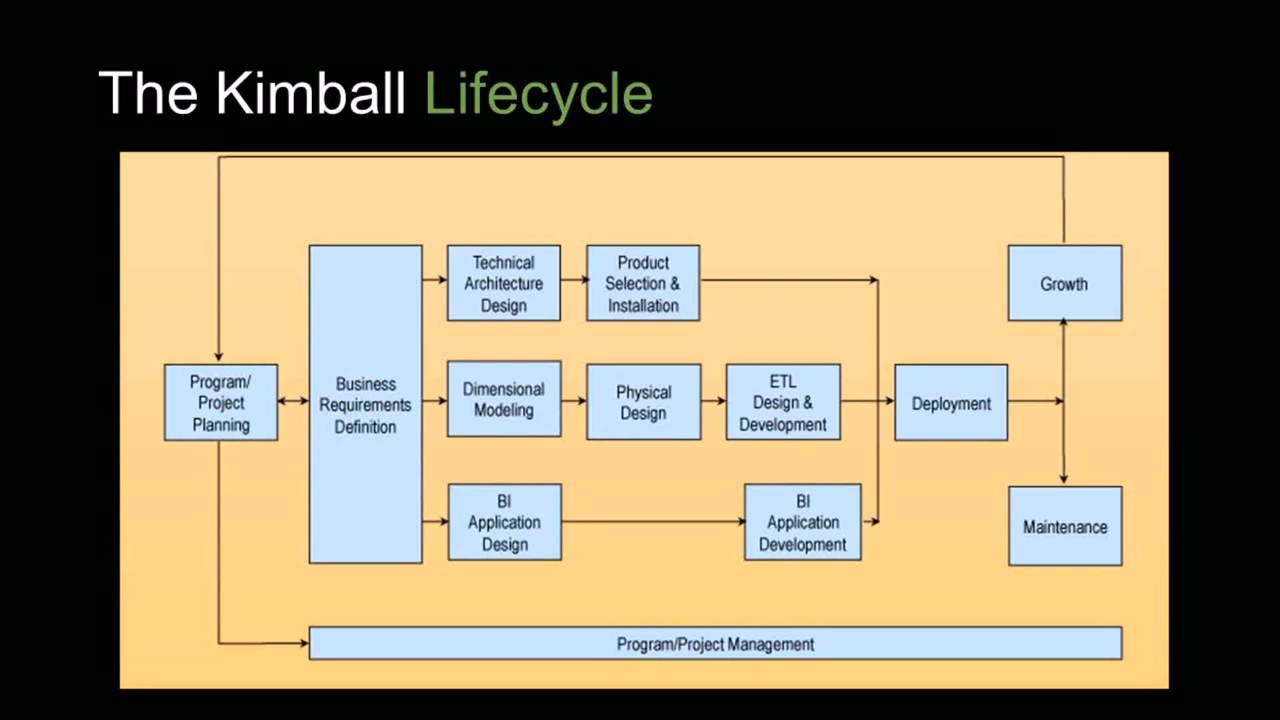 The Kimball Lifecycle
Technical
Architecture
Design
Product
Selection &
Installation
Growth
Program/
Project
Planning
Business
Requirements
Definition
Dimensional
Modeling
Physical
Design
ETL
Design &
Development
Deployment
BI
Application
Design
BI
Application
Development
Maintenance
Program/Project Management